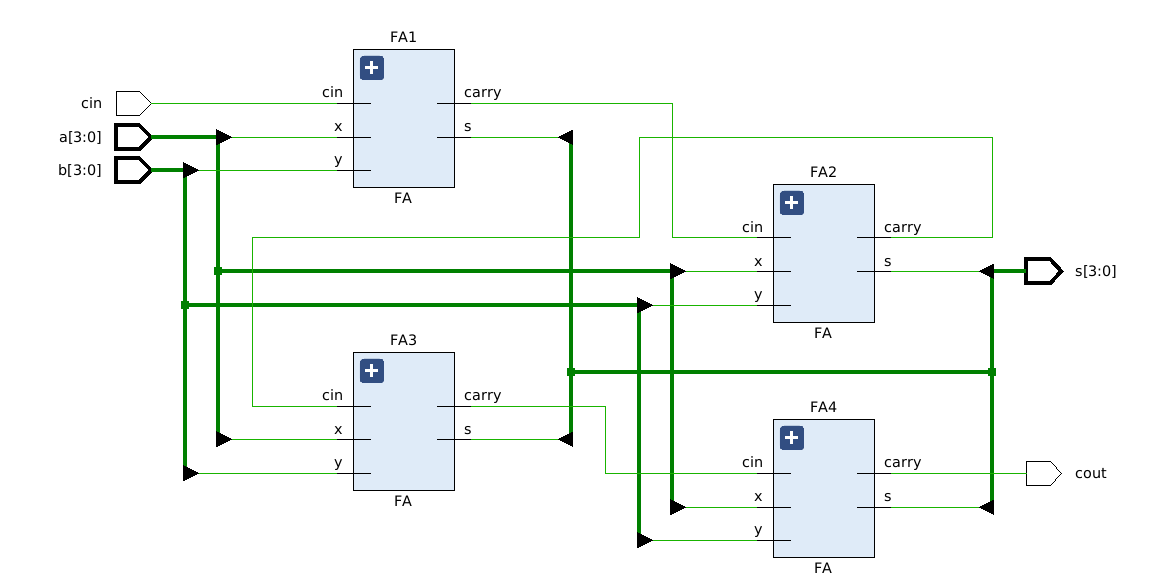 FA1
cin
carry
x
s
y
FA
cin
a[3:0]
b[3:0]
FA2
cin
carry
x
s
y
FA
s[3:0]
FA3
cin
carry
x
s
y
FA
FA4
cin
carry
x
s
y
FA
cout